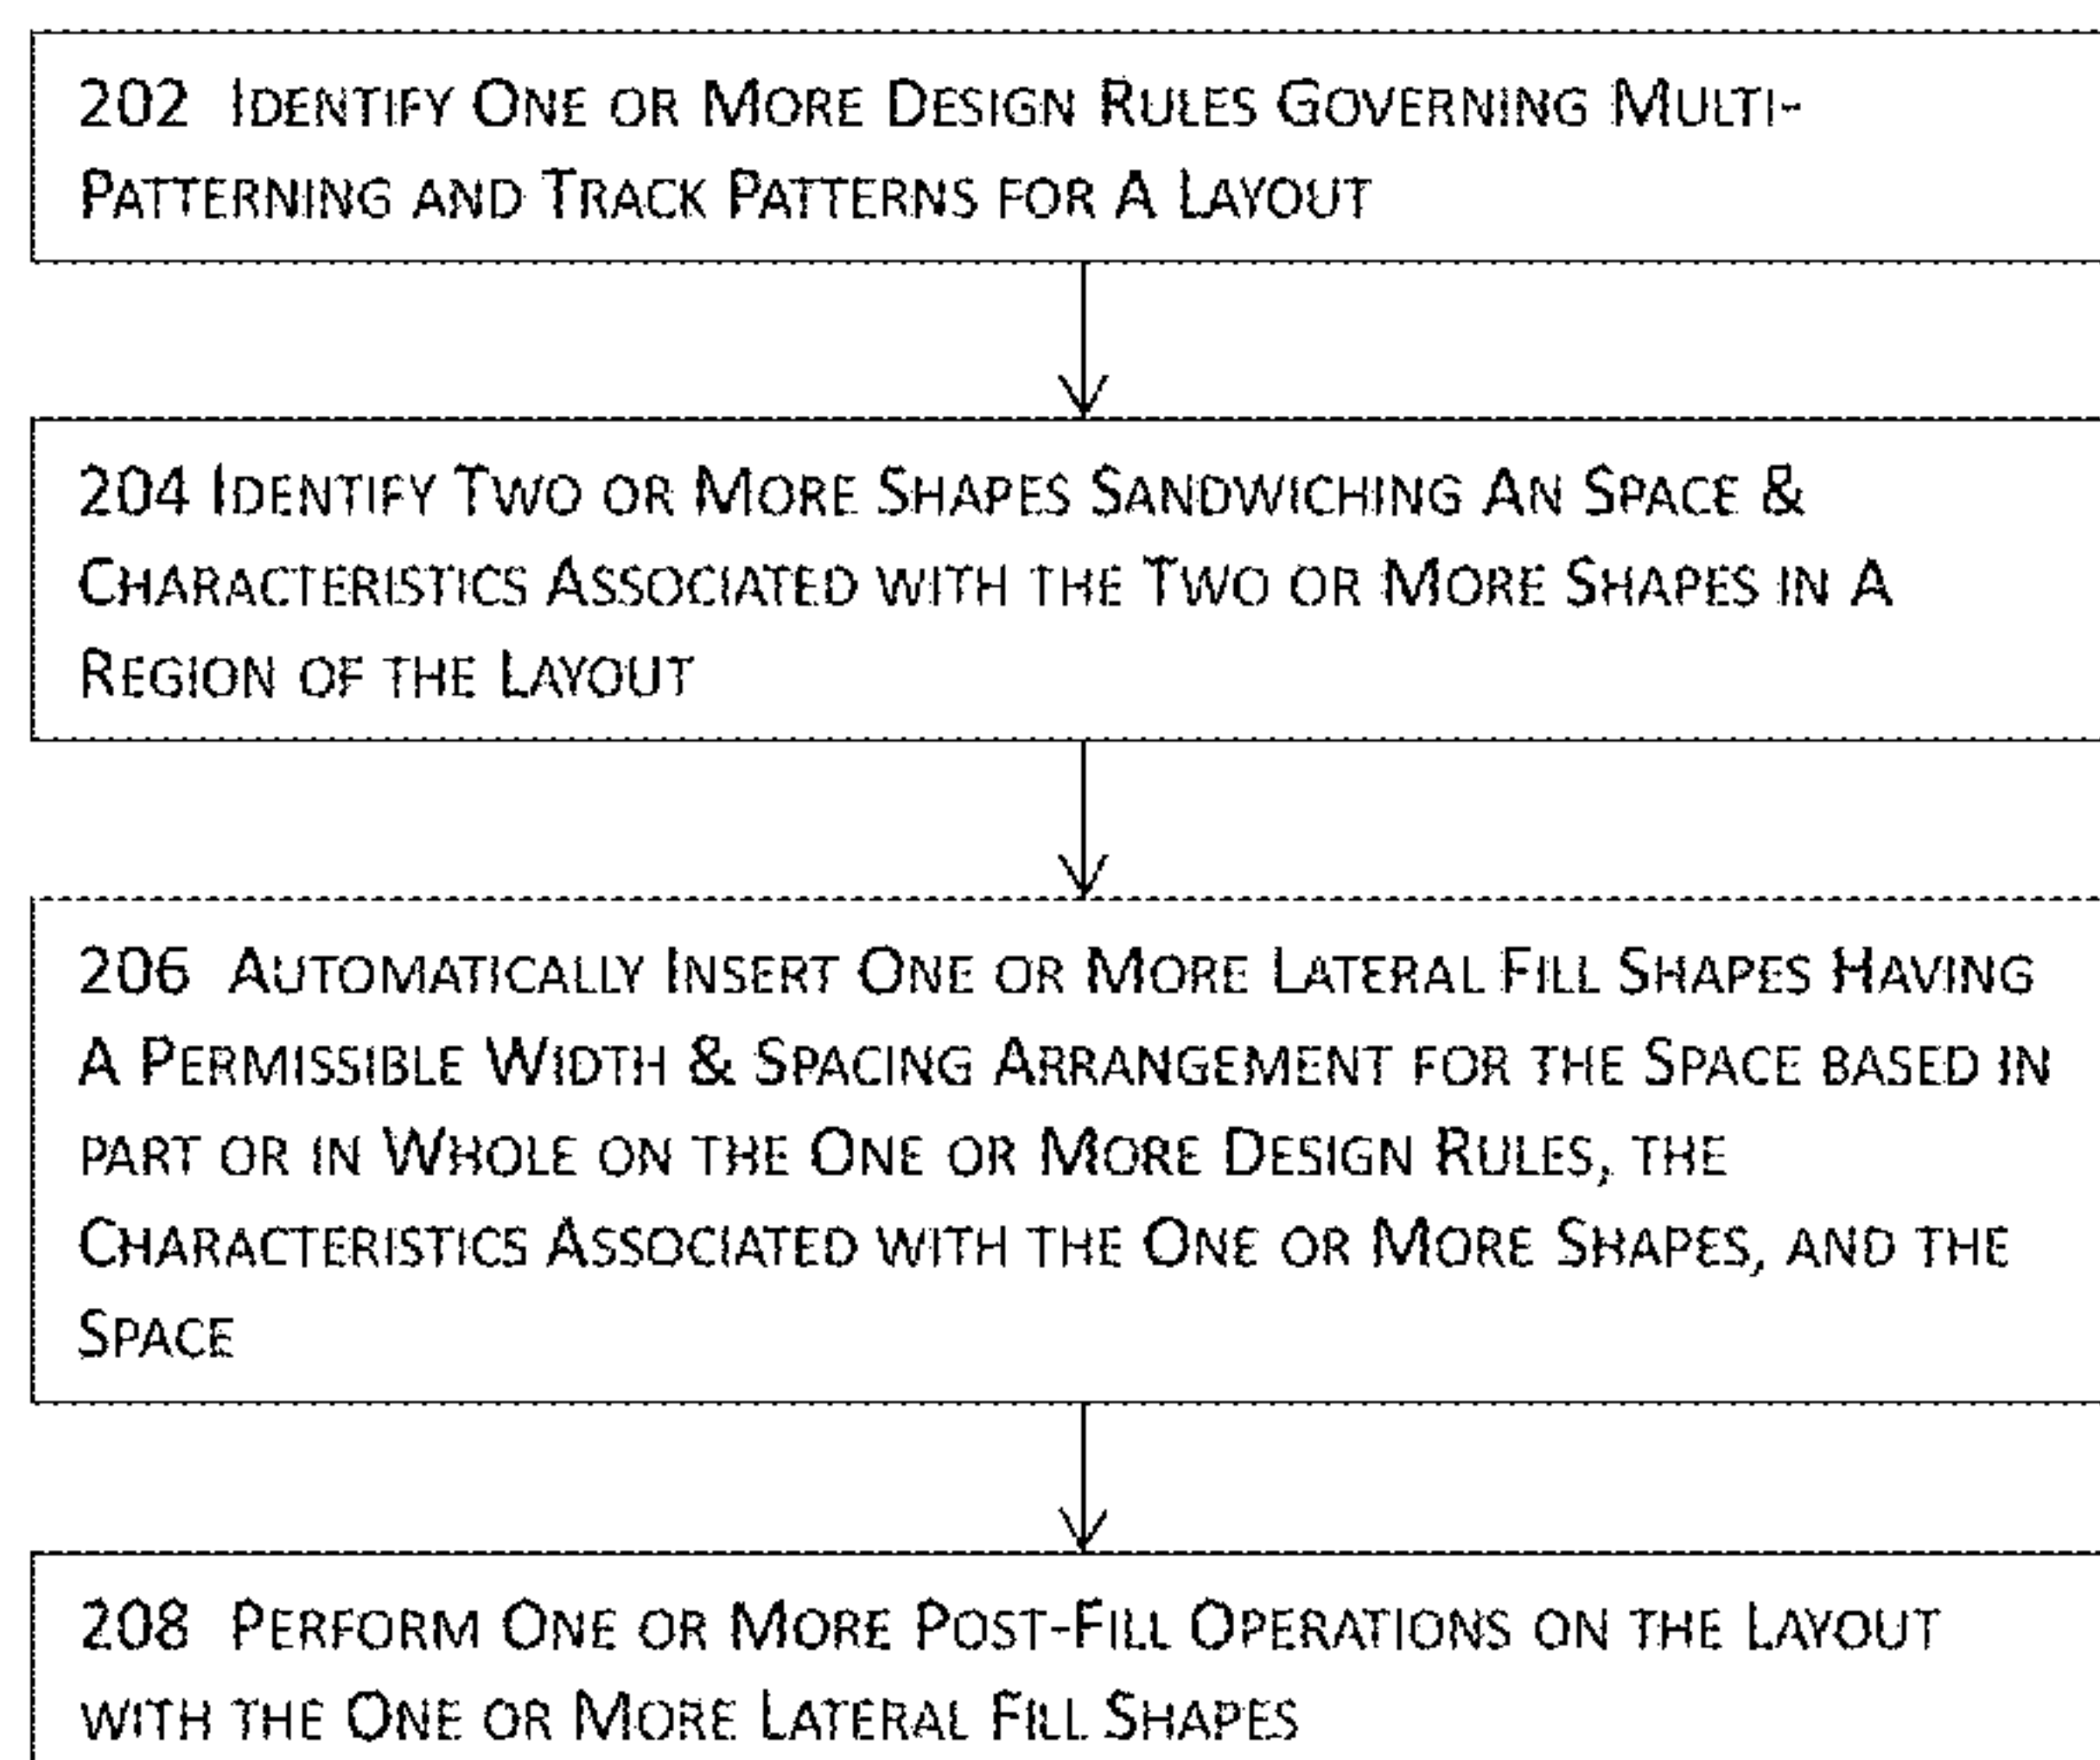 202 Identify One or More Design Rules Governing Multi-
Patterning and Track Patterns for A Layout
204 Identify Two or More Shapes Sandwiching An Space &
Characteristics Associated with the Two or More Shapes in A
Region of the Layout
206 Automatically Insert One or More Lateral Fill Shapes Having
A Permissible Width & Spacing Arrangement for the Space based in
part or in Whole on the One or More Design Rules, the
Characteristics Associated with the One or More Shapes, and the
Space
208 Perform One or More Post-Fill Operations on the Layout
with the One or More Lateral Fill Shapes